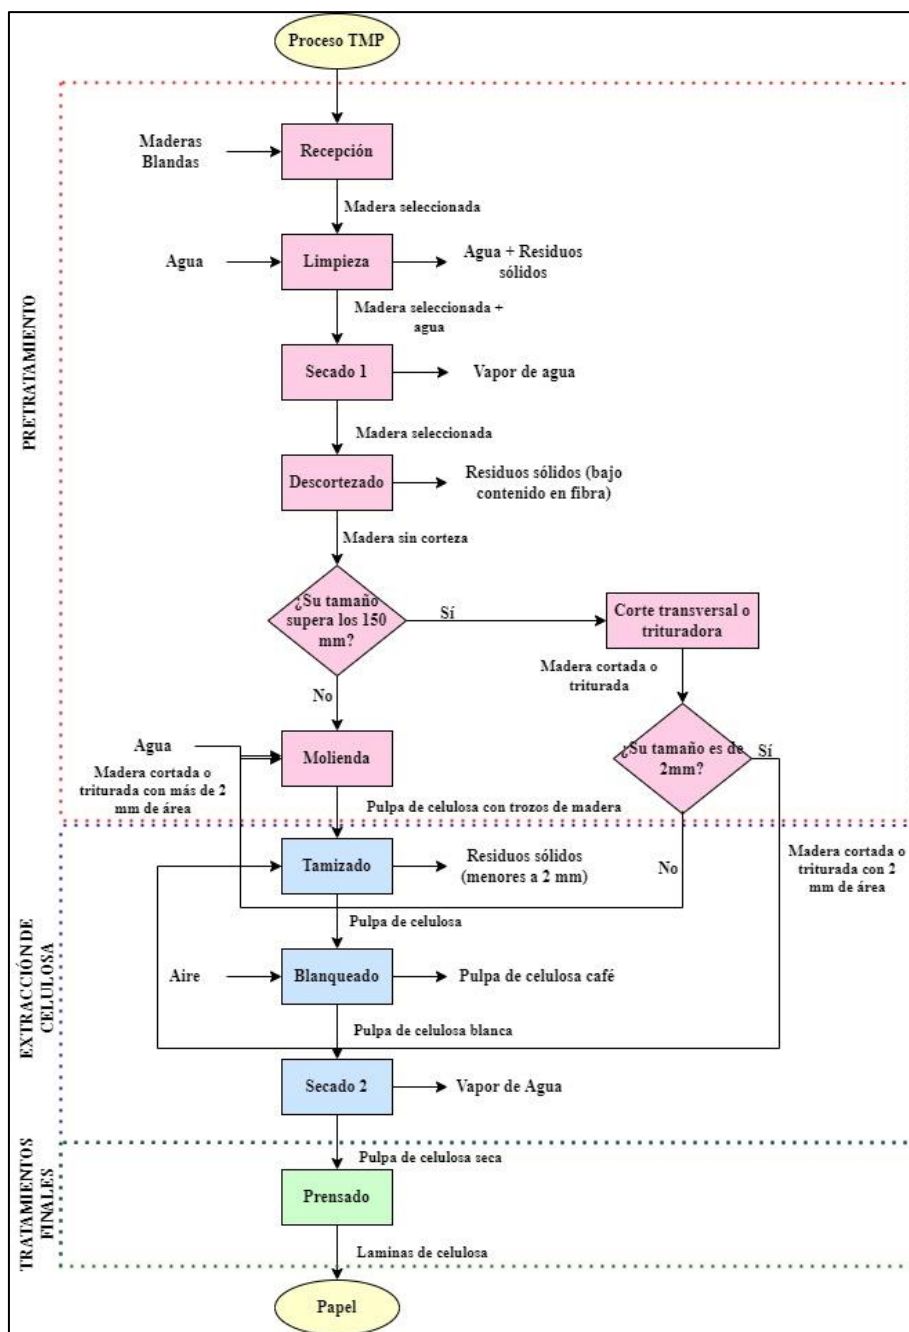 Proceso TMP
Maderas
Blandas
Recepción
Madera seleccionada
Agua
Limpieza
Agua + Residuos
sólidos
Madera seleccionada +
agua
PRETRATAMIENTO
Secado 1
Vapor de agua
Madera seleccionada
Descortezado
Residuos sólidos (bajo
contenido en fibra)
Madera sin corteza
¿Su tamaño
supera los 150
mm?
Sí
Corte transversal o
trituradora
Madera cortada o
triturada
No
¿Su tamaño es de
2mm?
Sí
Agua
Molienda
Madera cortada o
triturada con más de 2
mm de área
Pulpa de celulosa con trozos de madera
EXTRACCIÓN DE
CELULOSA
Tamizado
Residuos sólidos
(menores a 2 mm)
No
Madera cortada o
triturada con 2
mm de área
Pulpa de celulosa
Aire
Blanqueado
Pulpa de celulosa café
Pulpa de celulosa blanca
Secado 2
Vapor de Agua
TRATAMIENTOS
FINALES
Pulpa de celulosa seca
Prensado
Laminas de celulosa
Papel